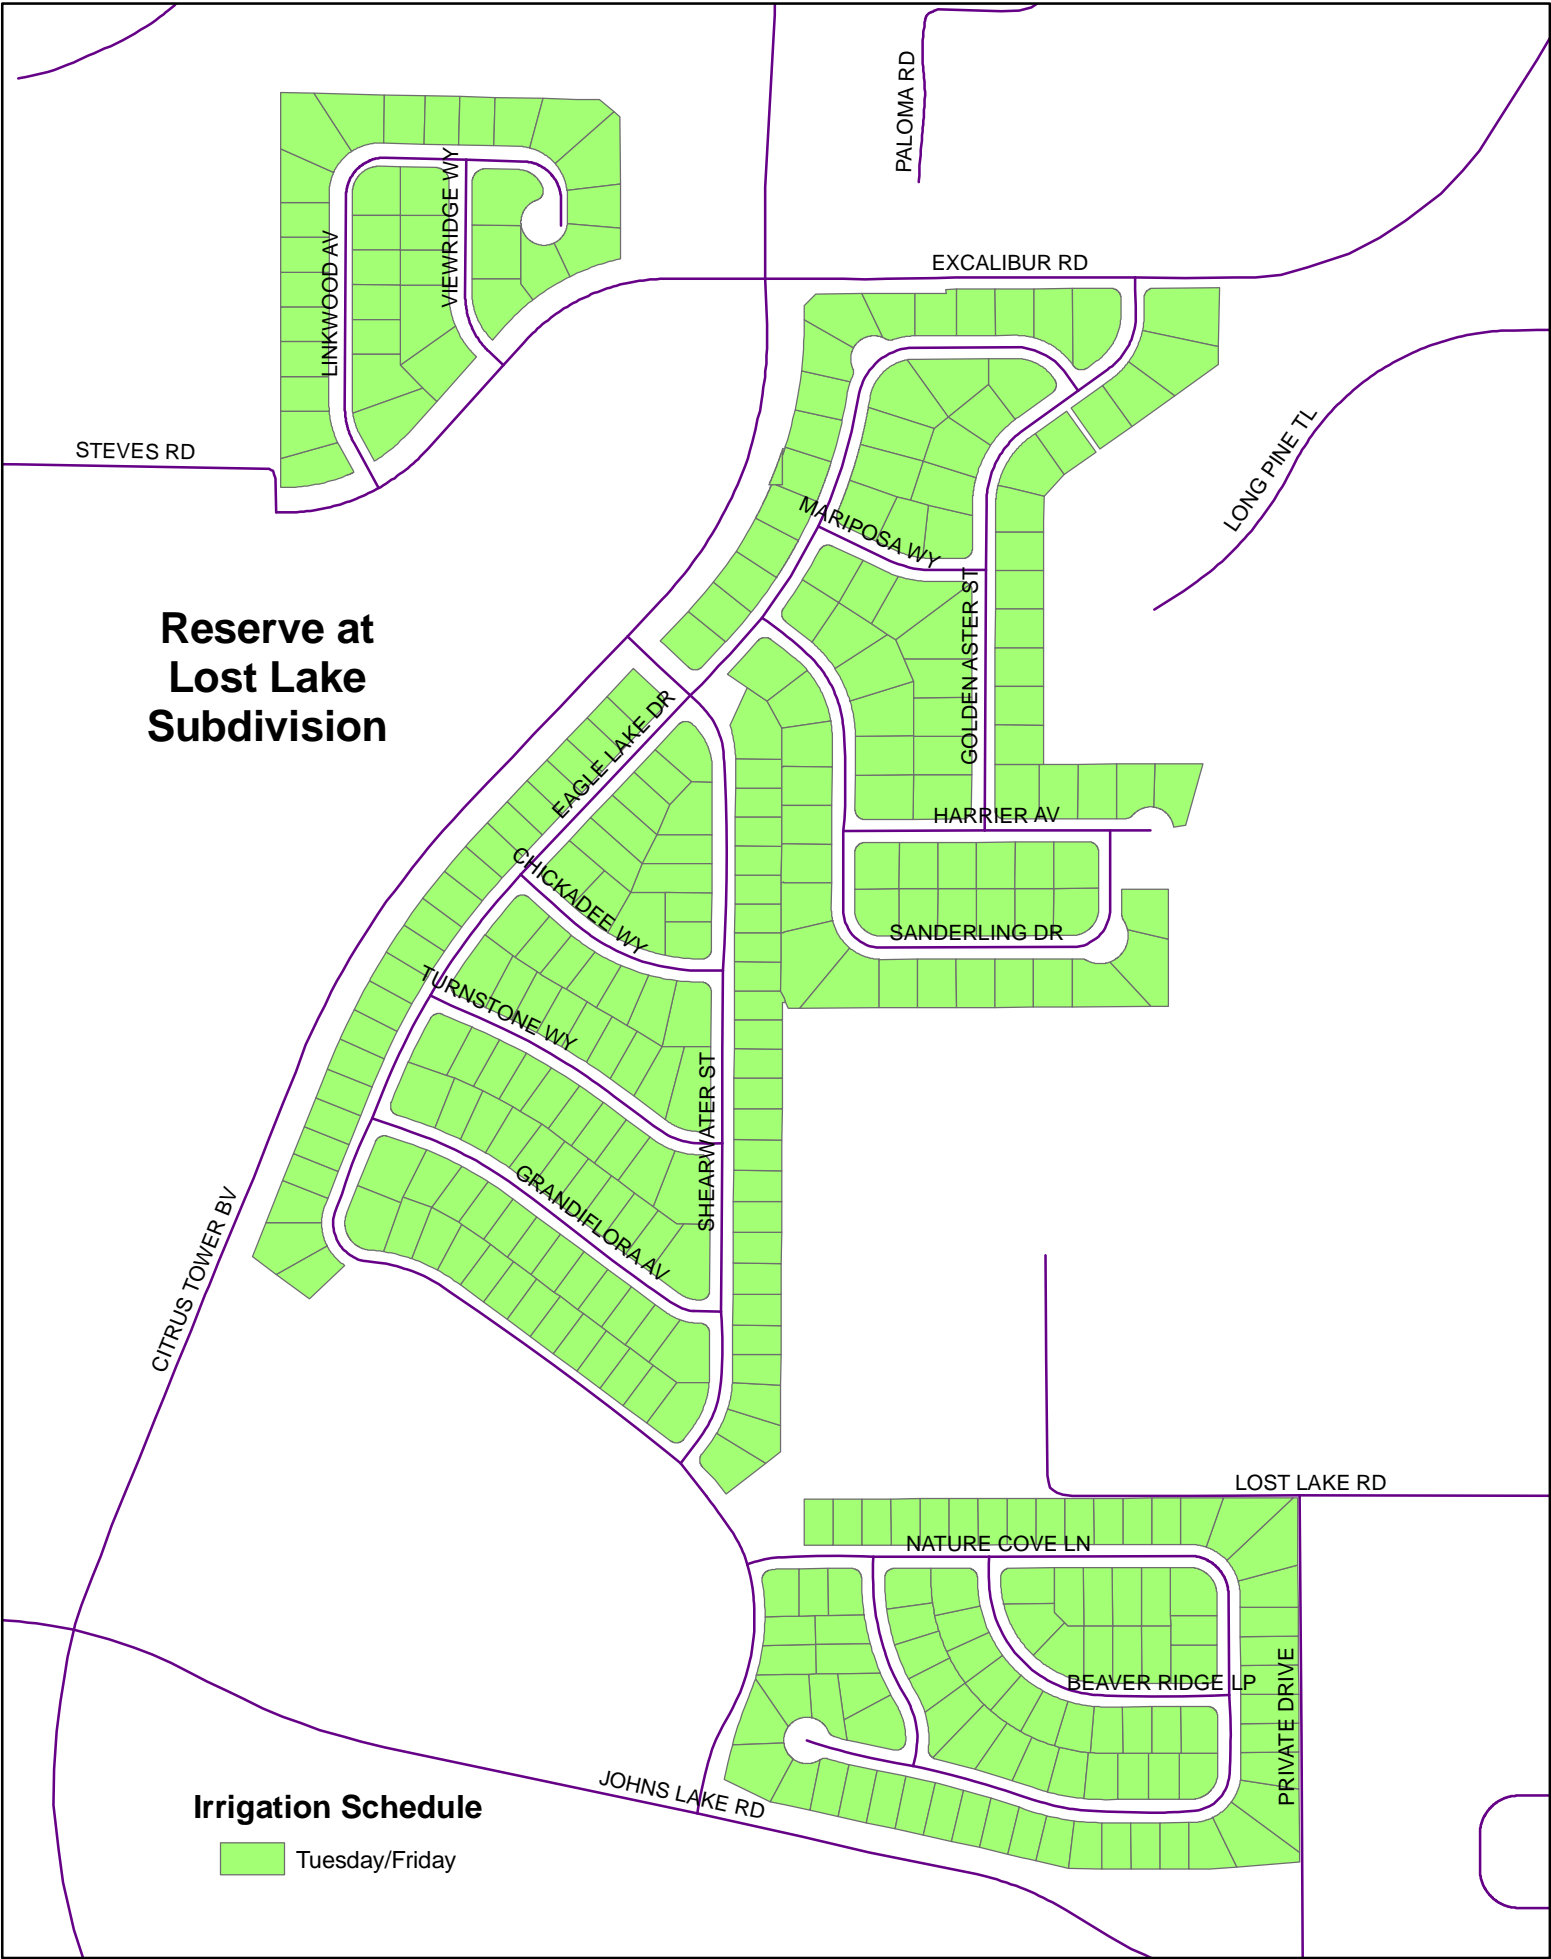 PALOMA RD
VIEWRIDGE WY
LINKWOOD AV
EXCALIBUR RD
STEVES RD
LONG PINE TL
MARIPOSA WY
Reserve at
Lost Lake
Subdivision
GOLDEN ASTER ST
EAGLE LAKE DR
HARRIER AV
CHICKADEE WY
SANDERLING DR
TURNSTONE WY
SHEARWATER ST
GRANDIFLORA AV
CITRUS TOWER BV
LOST LAKE RD
NATURE COVE LN
BEAVER RIDGE LP
PRIVATE DRIVE
JOHNS LAKE RD
Irrigation Schedule
Tuesday/Friday